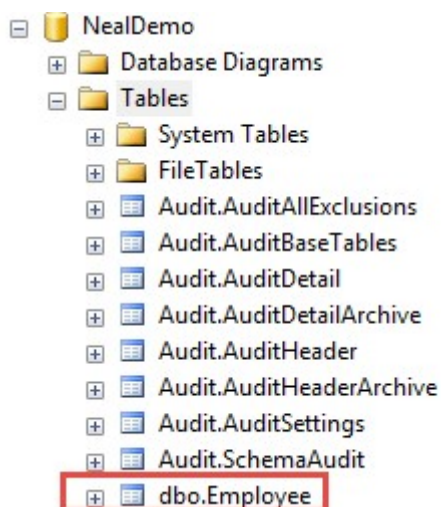 NealDemo
Database Diagrams
Tables
System Tables
FileTables
Audit.AuditAllExclusions
Audit.AuditBaseTables
Audit.AuditDetail
Audit.AuditDetailArchive
Audit.AuditHeader
Audit.AuditHeaderArchive
Audit.AuditSettings
Audit.SchemaAudit
dbo.Employee